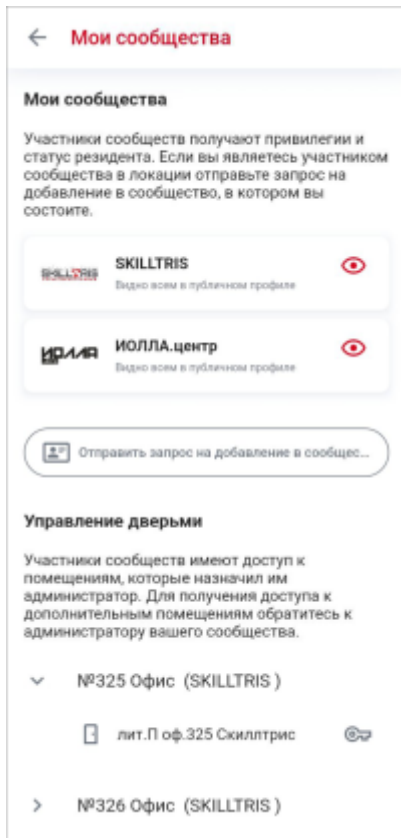 Мои сообщества
Мои сообщества
Участники сообществ получают привилегии и
статус резидента. Если вы являетесь участником
сообщества в локации отправьте запрос на
добавление в сообщество, в котором вы
состоите.
SKILLTRIS
SKILLTRIS
Видно всем в публичном профиле
ИОЛЛА
ИОЛЛА.центр
Видно всем в публичном профиле
Отправить запрос на добавление в сообщес...
Управление дверьми
Участники сообществ имеют доступ к
помещениям, которые назначил им
администратор. Для получения доступа к
дополнительным помещениям обратитесь к
администратору вашего сообщества.
№325 Офис (SKILLTRIS )
лит.П оф.325 Скиллтрис
№326 Офис (SKILLTRIS )